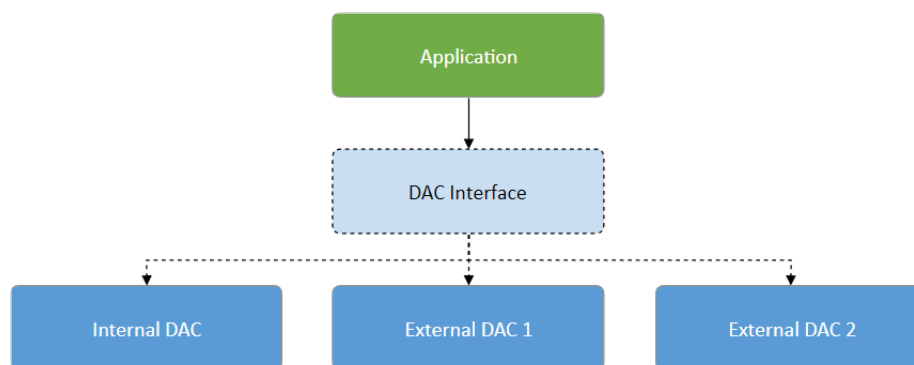 Application
DAC Interface
Internal DAC
External DAC 1
External DAC 2